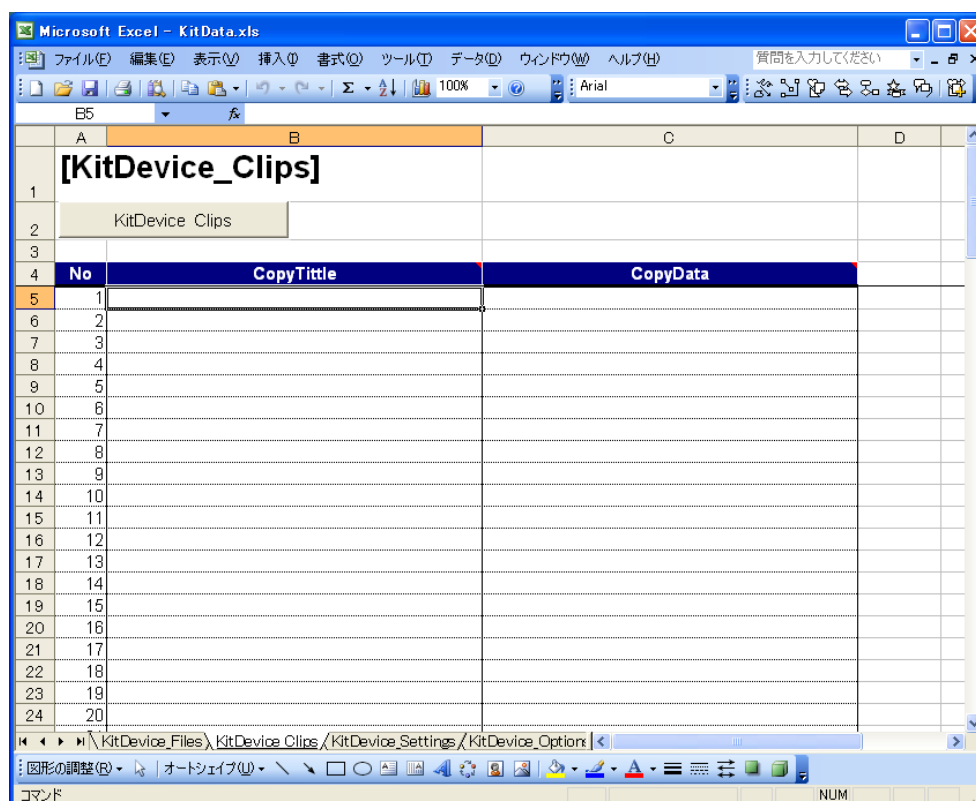 Microsoft Excel - KitData.xls
ファイル(F) 編集(E) 表示(V) 挿入(I) 書式(O) ツール(T) データ(D) ウィンドウ(W) ヘルプ(H) 質問を入力してください
100% Arial
B5 fx
A B C D
1 [KitDevice_Clips]
2 KitDevice Clips
3
4 No CopyTittle CopyData
5 1
6 2
7 3
8 4
9 5
10 6
11 7
12 8
13 9
14 10
15 11
16 12
17 13
18 14
19 15
20 16
21 17
22 18
23 19
24 20
KitDevice_Files KitDevice_Clips KitDevice_Settings KitDevice_Option
図形の調整(R) オートシェイプ(U)
コマンド NUM